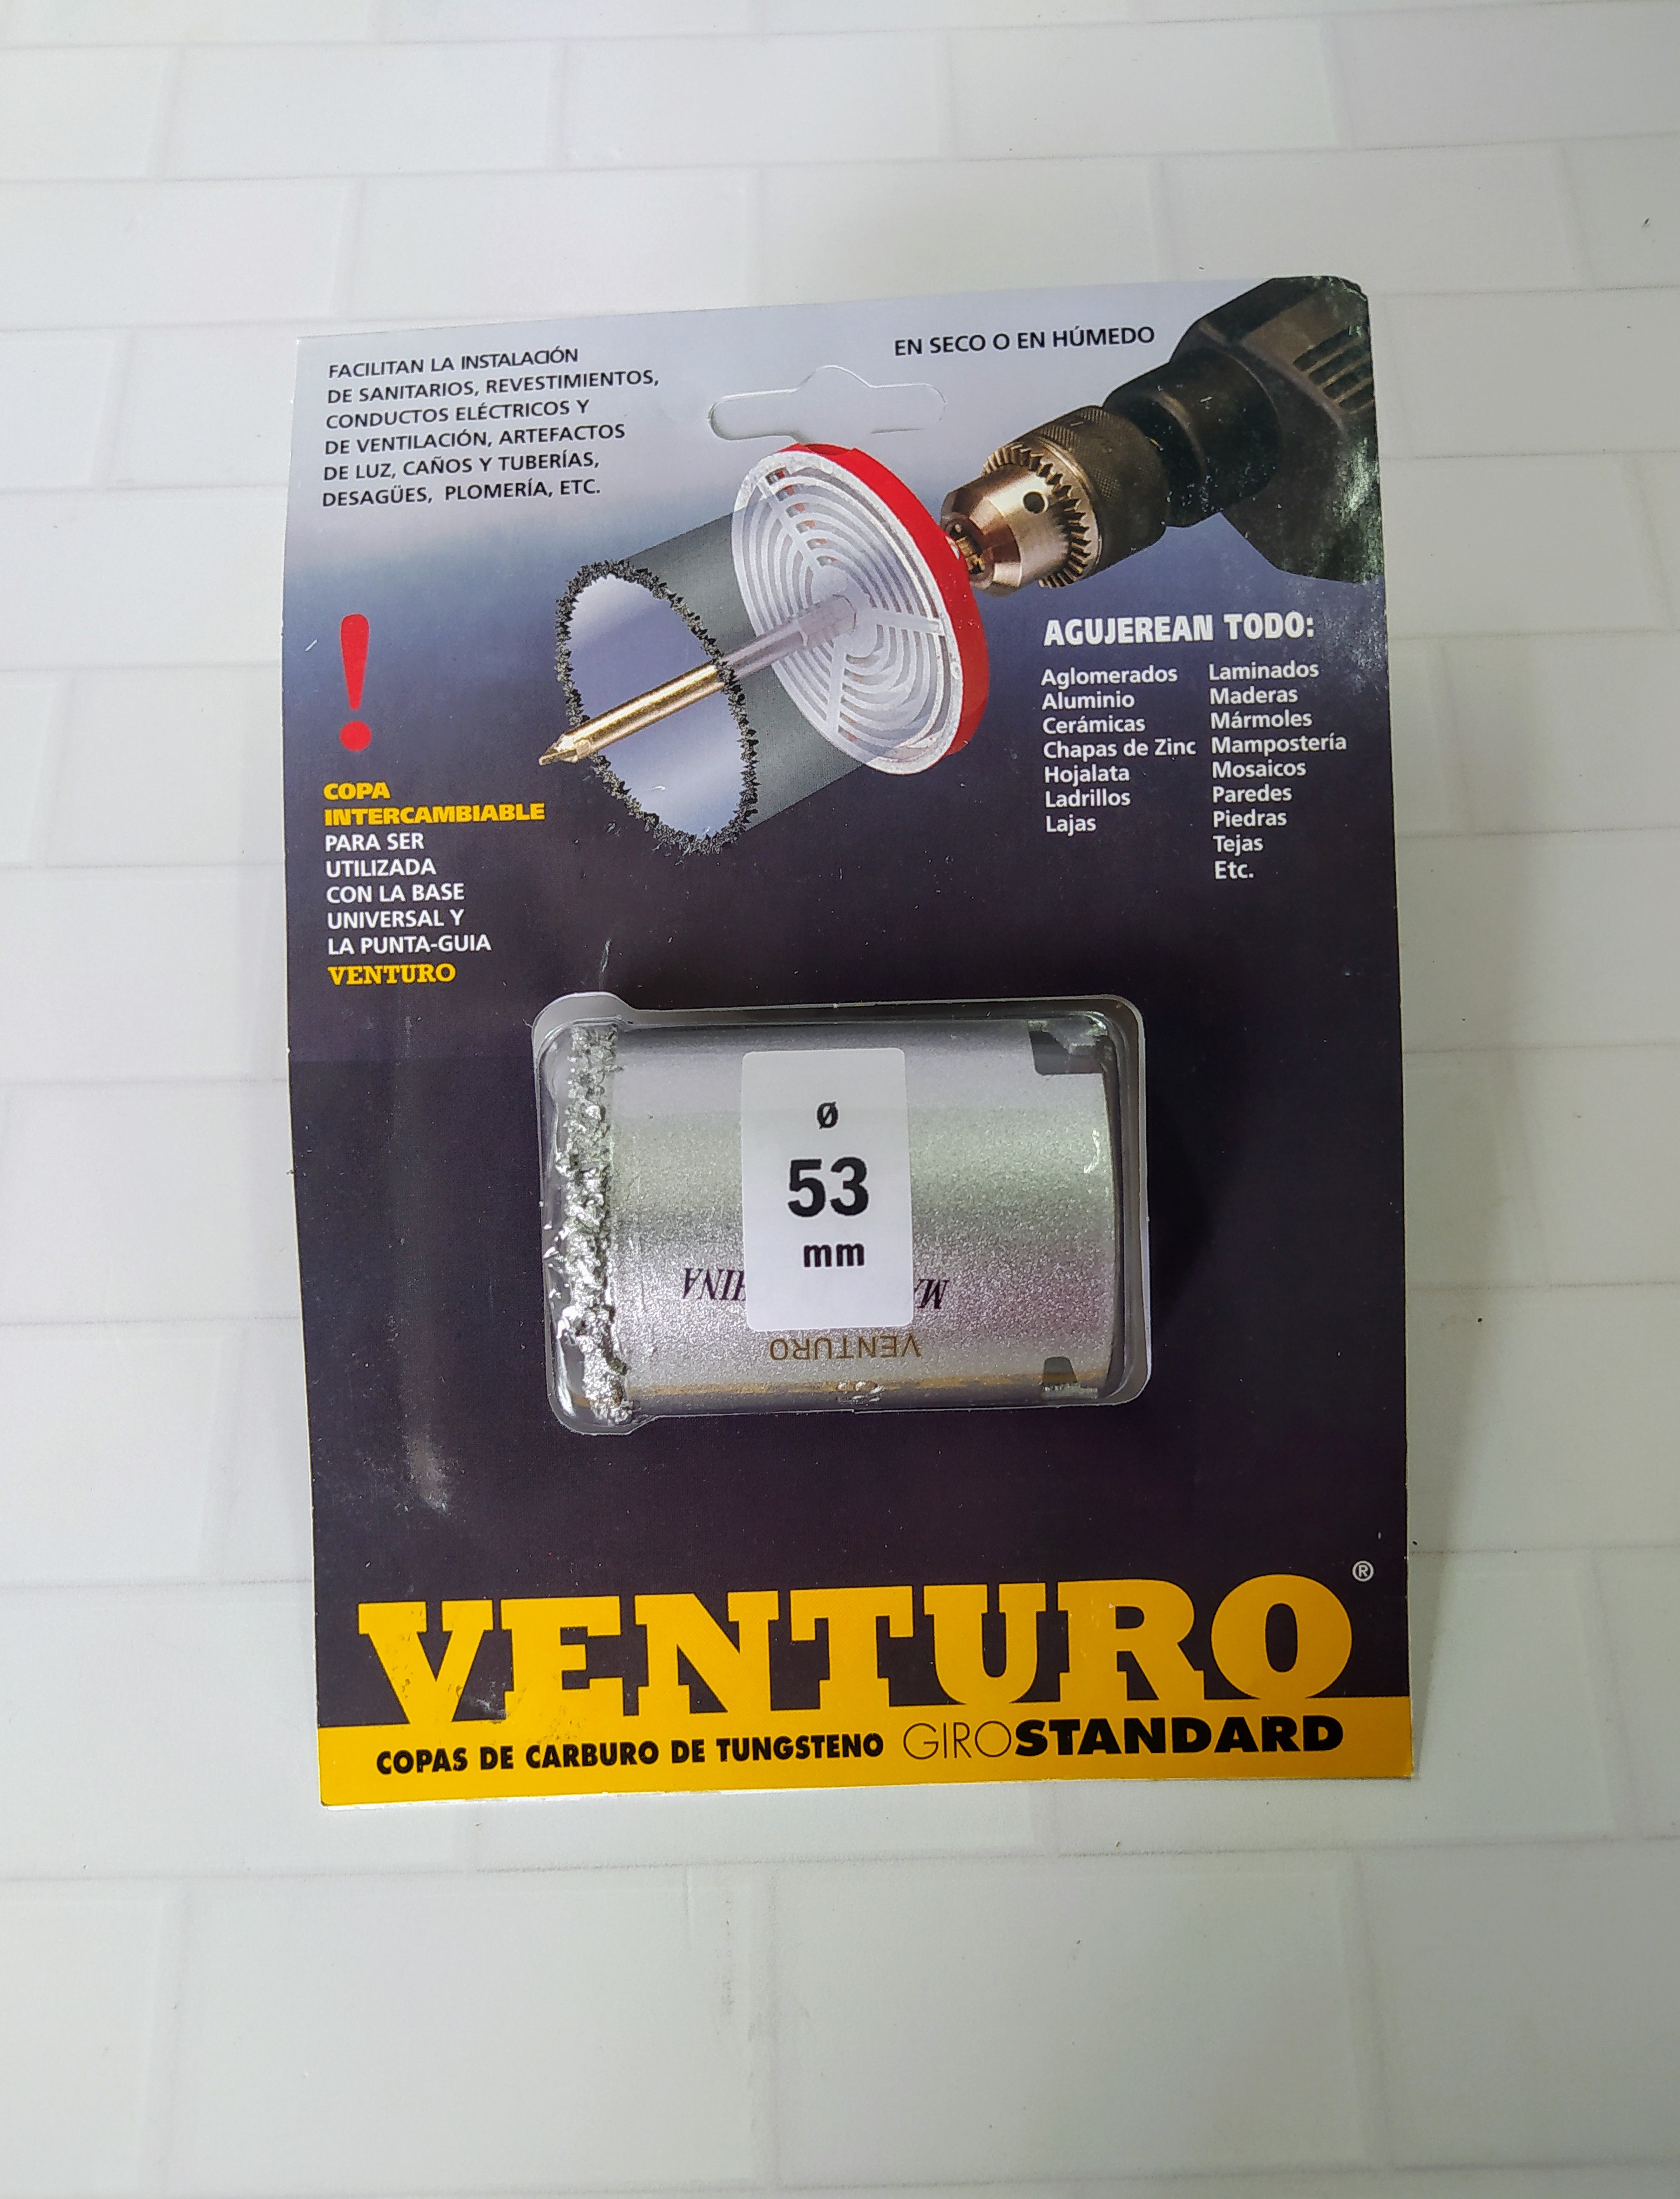 FACILITAN LA INSTALACIÓN
DE SANITARIOS, REVESTIMIENTOS,
CONDUCTOS ELÉCTRICOS Y
DE VENTILACIÓN, ARTEFACTOS
DE LUZ, CAÑOS Y TUBERÍAS,
DESAGÜES, PLOMERÍA, ETC.
EN SECO O EN HÚMEDO
!
COPA
INTERCAMBIABLE
PARA SER
UTILIZADA
CON LA BASE
UNIVERSAL Y
LA PUNTA-GUIA
VENTURO
AGUJEREAN TODO:
Aglomerados
Aluminio
Cerámicas
Chapas de Zinc
Hojalata
Ladrillos
Lajas
Laminados
Maderas
Mármoles
Mampostería
Mosaicos
Paredes
Piedras
Tejas
Etc.
Ø
53
mm
VENTURO
VENTURO®
COPAS DE CARBURO DE TUNGSTENO GIROSTANDARD